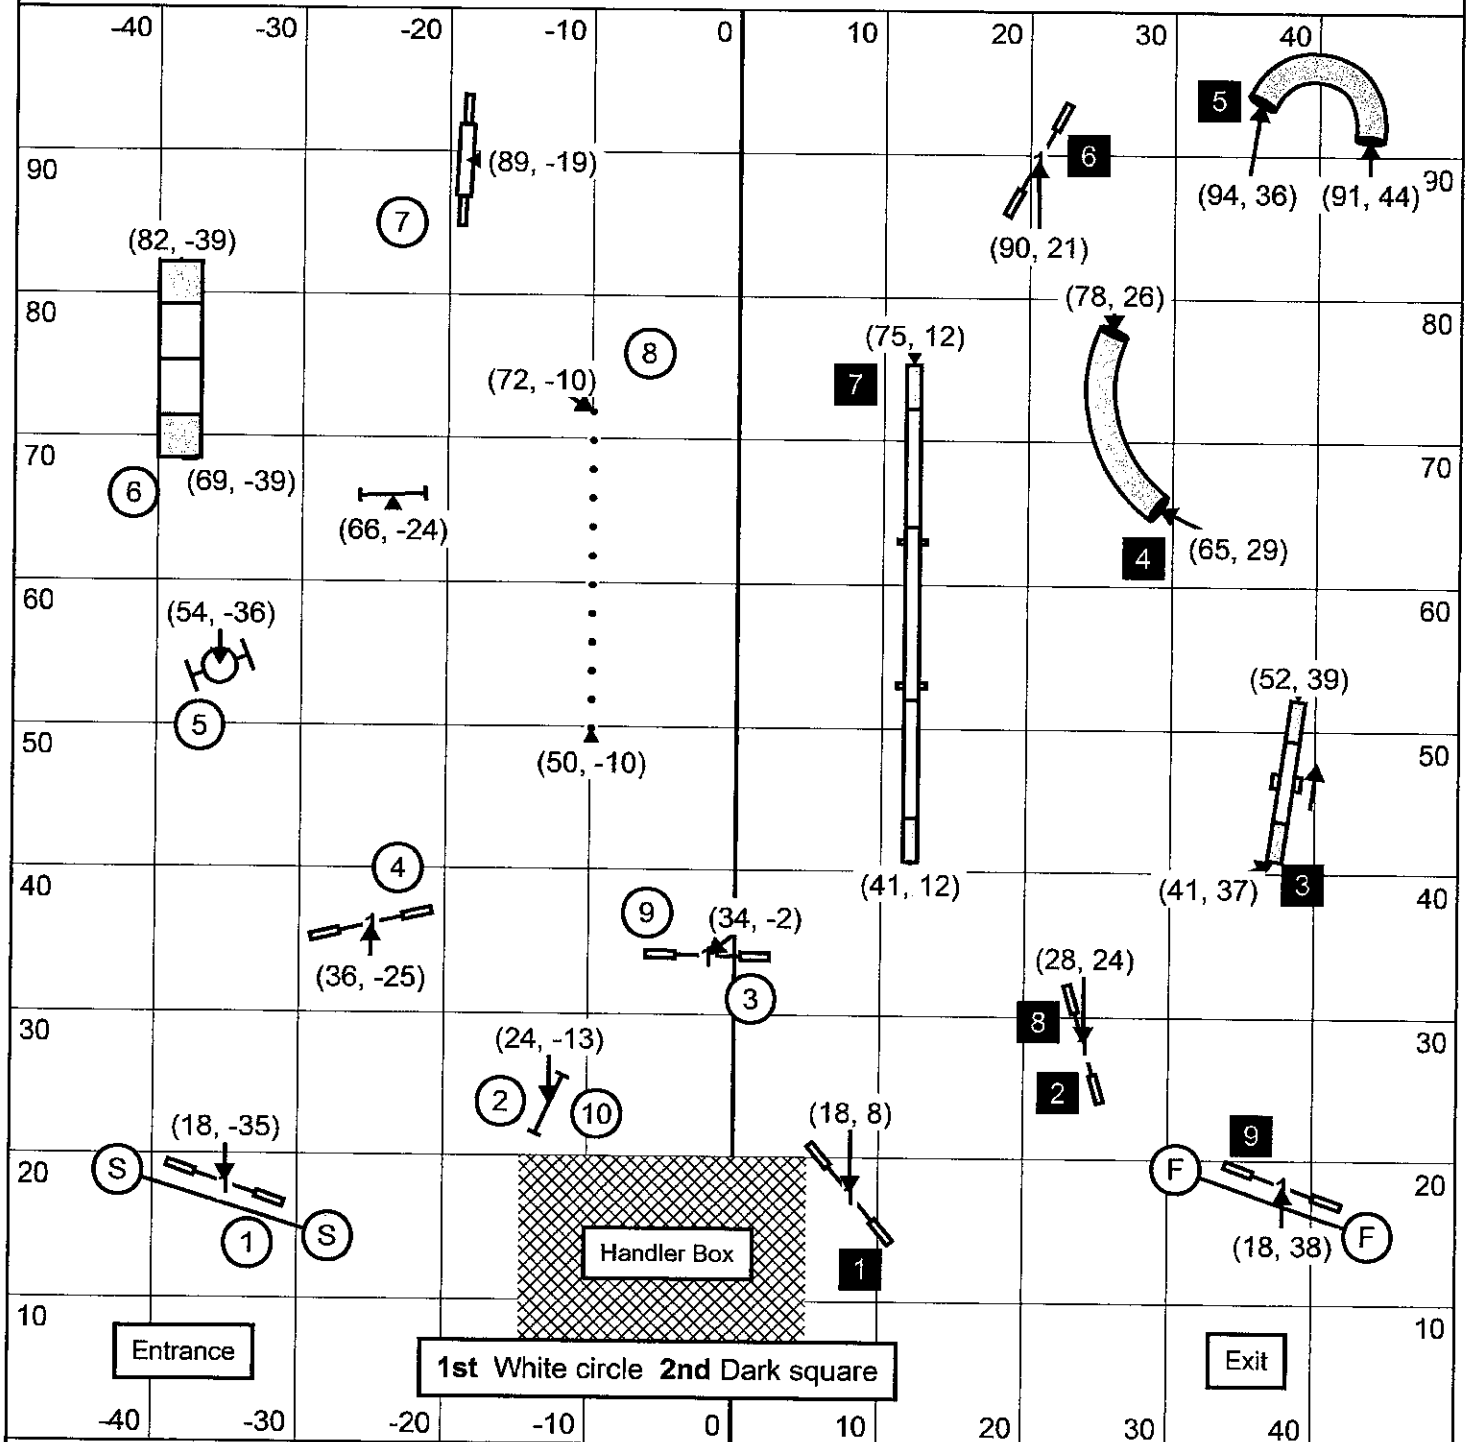 -40 -30 -20 -10 0 10 20 30 40
5
6
90 (89, -19) 90
(94, 36) (91, 44)
7
(82, -39) (90, 21)
80 (78, 26) 80
(75, 12)
8
(72, -10) 7
70 70
6 (69, -39)
(66, -24) (65, 29)
4
60 60
(54, -36)
(52, 39)
5
50 50
(50, -10)
4
40 (41, 12) (41, 37) 3 40
9 (34, -2)
(36, -25) (28, 24)
3
30 8 30
(24, -13)
2 10 2
(18, -35) (18, 8)
9
S 20 F 20
1 S Handler Box (18, 38) F
1
10 10
Entrance Exit
1st White circle 2nd Dark square
-40 -30 -20 -10 0 10 20 30 40